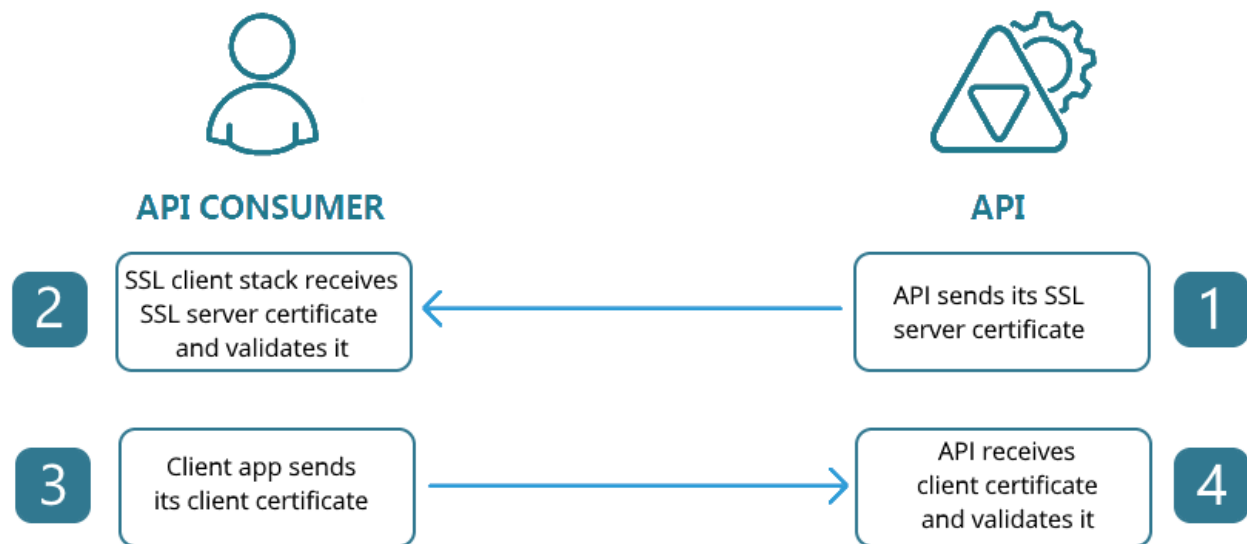 API CONSUMER
API
2
SSL client stack receives
SSL server certificate
and validates it
API sends its SSL
server certificate
1
3
Client app sends
its client certificate
API receives
client certificate
and validates it
4